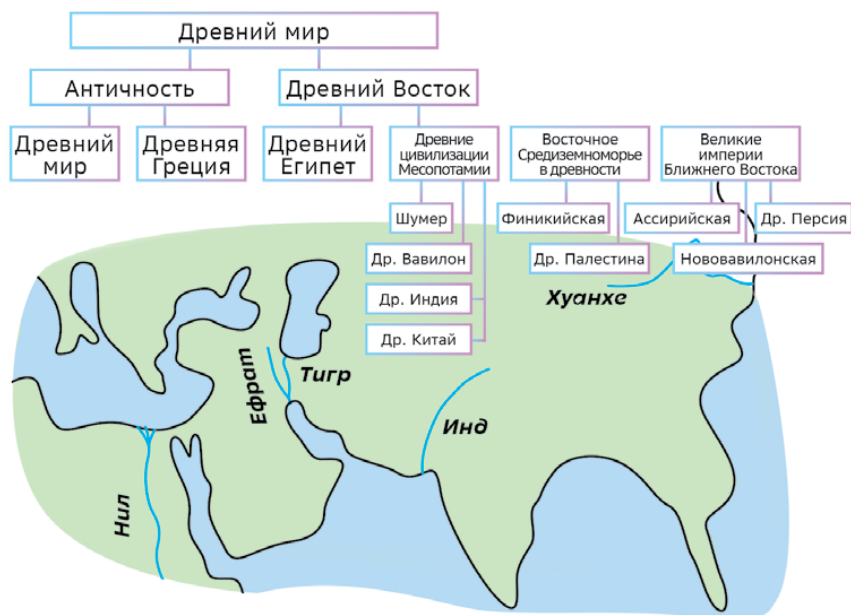 Древний мир
Античность
Древний Восток
Древний
мир
Древняя
Греция
Древний
Египет
Древние
цивилизации
Месопотамии
Восточное
Средиземноморье
в древности
Великие
империи
Ближнего Востока
Шумер
Финикийская
Ассирийская
Др. Персия
Др. Вавилон
Др. Палестина
Нововавилонская
Др. Индия
Хуанхе
Др. Китай
Ефрат
Тигр
Инд
Нил